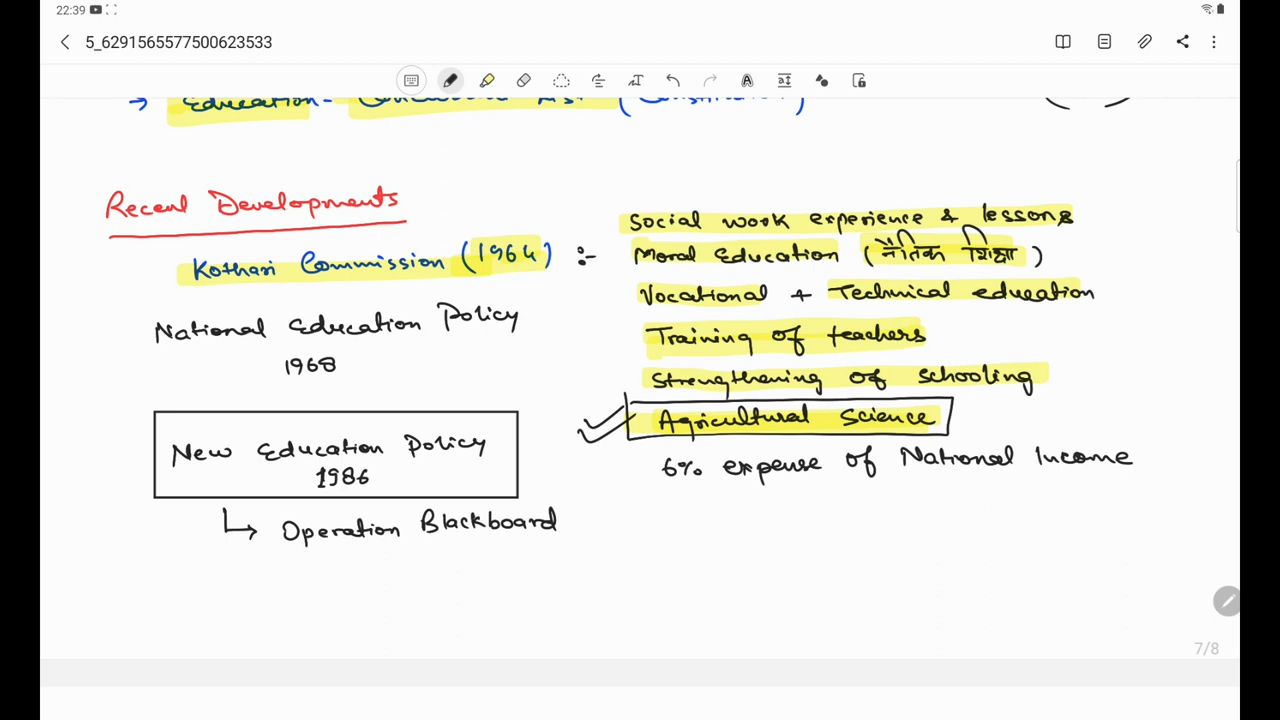 22:39
5_6291565577500623533
→ Education -
Recent Developments
Kothari Commission (1964) :-
Social work experience & lessons
Moral Education (नैतिक शिक्षा)
Vocational + Technical education
Training of teachers
Strengthening of schooling
Agricultural Science
6% expense of National Income
National Education Policy
1968
New Education Policy
1986
↳ Operation Blackboard
7/8